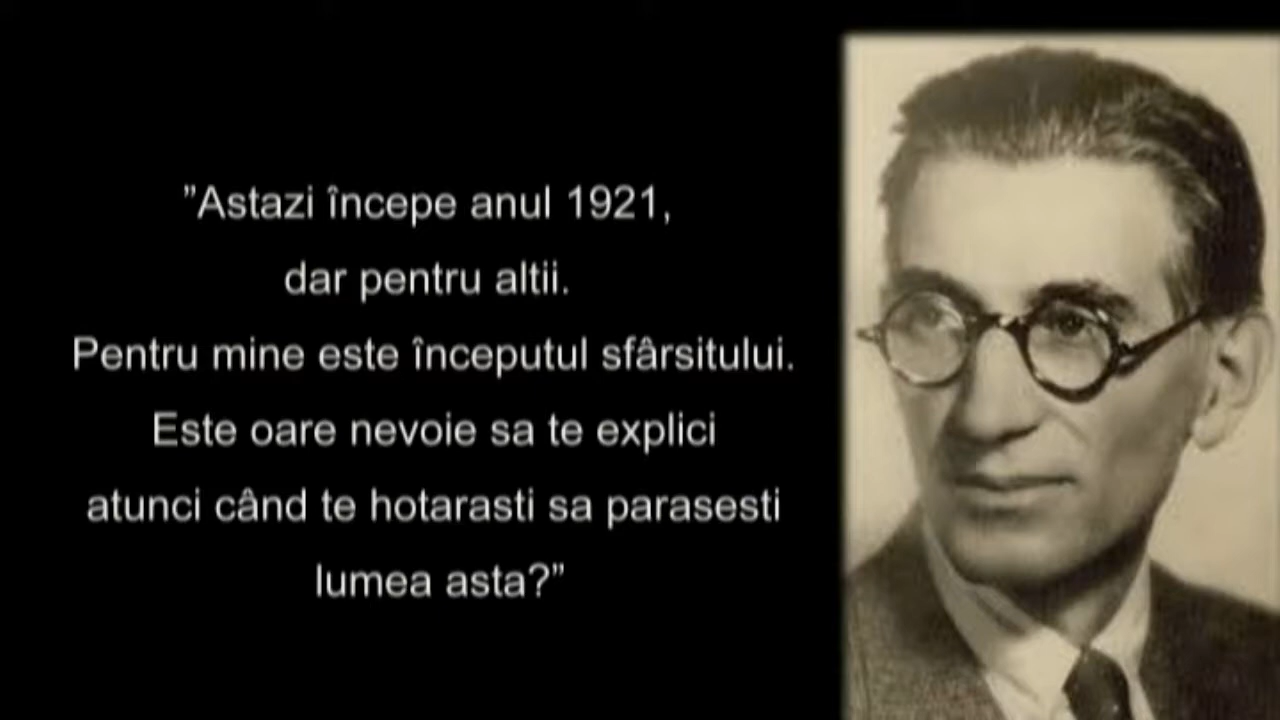 ”Astazi începe anul 1921,
dar pentru altii.
Pentru mine este începutul sfârsitului.
Este oare nevoie sa te explici
atunci când te hotarasti sa parasesti
lumea asta?”